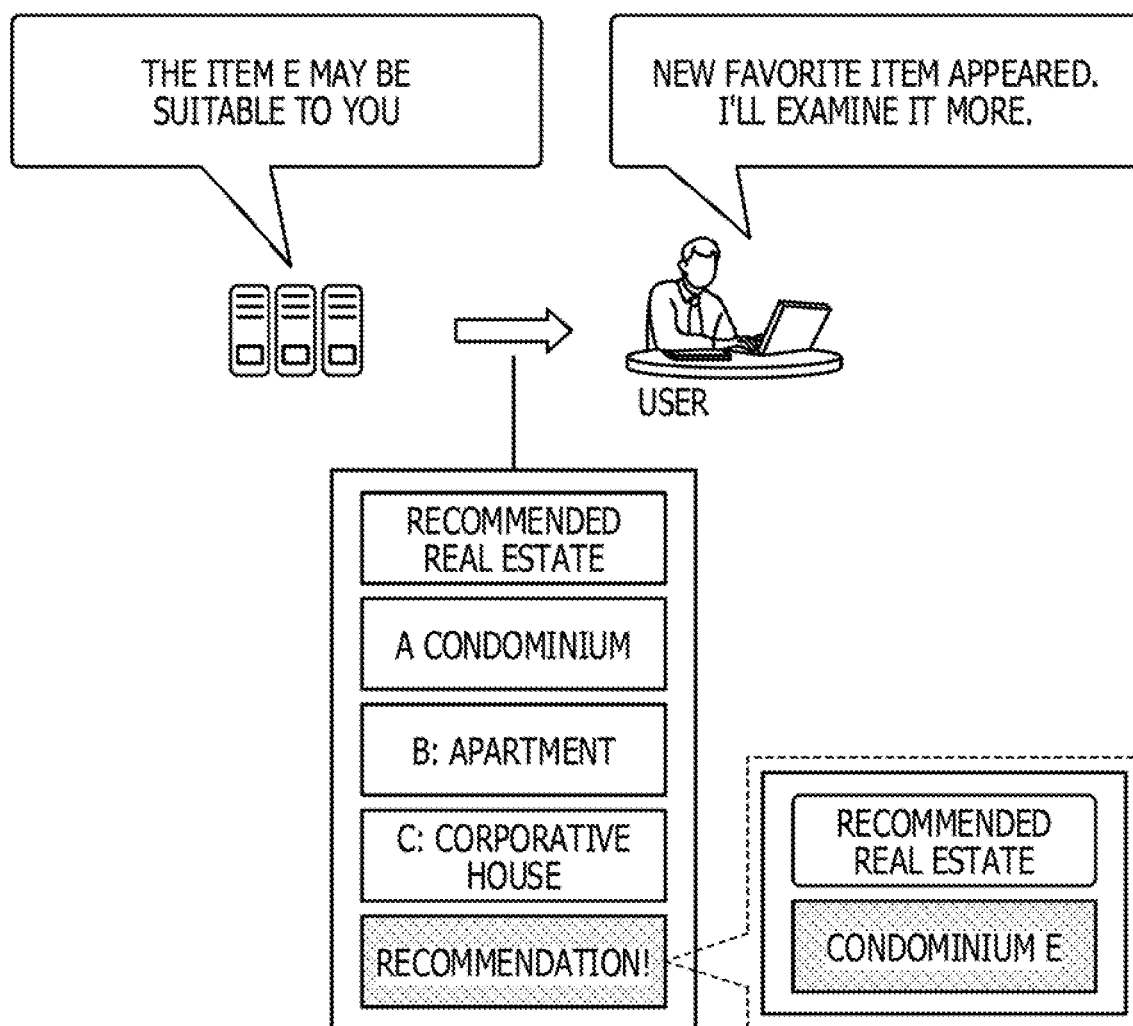 THE ITEM E MAY BE
SUITABLE TO YOU
NEW FAVORITE ITEM APPEARED.
I'LL EXAMINE IT MORE.
USER
RECOMMENDED
REAL ESTATE
A CONDOMINIUM
B: APARTMENT
C: CORPORATIVE
HOUSE
RECOMMENDATION!
RECOMMENDED
REAL ESTATE
CONDOMINIUM E